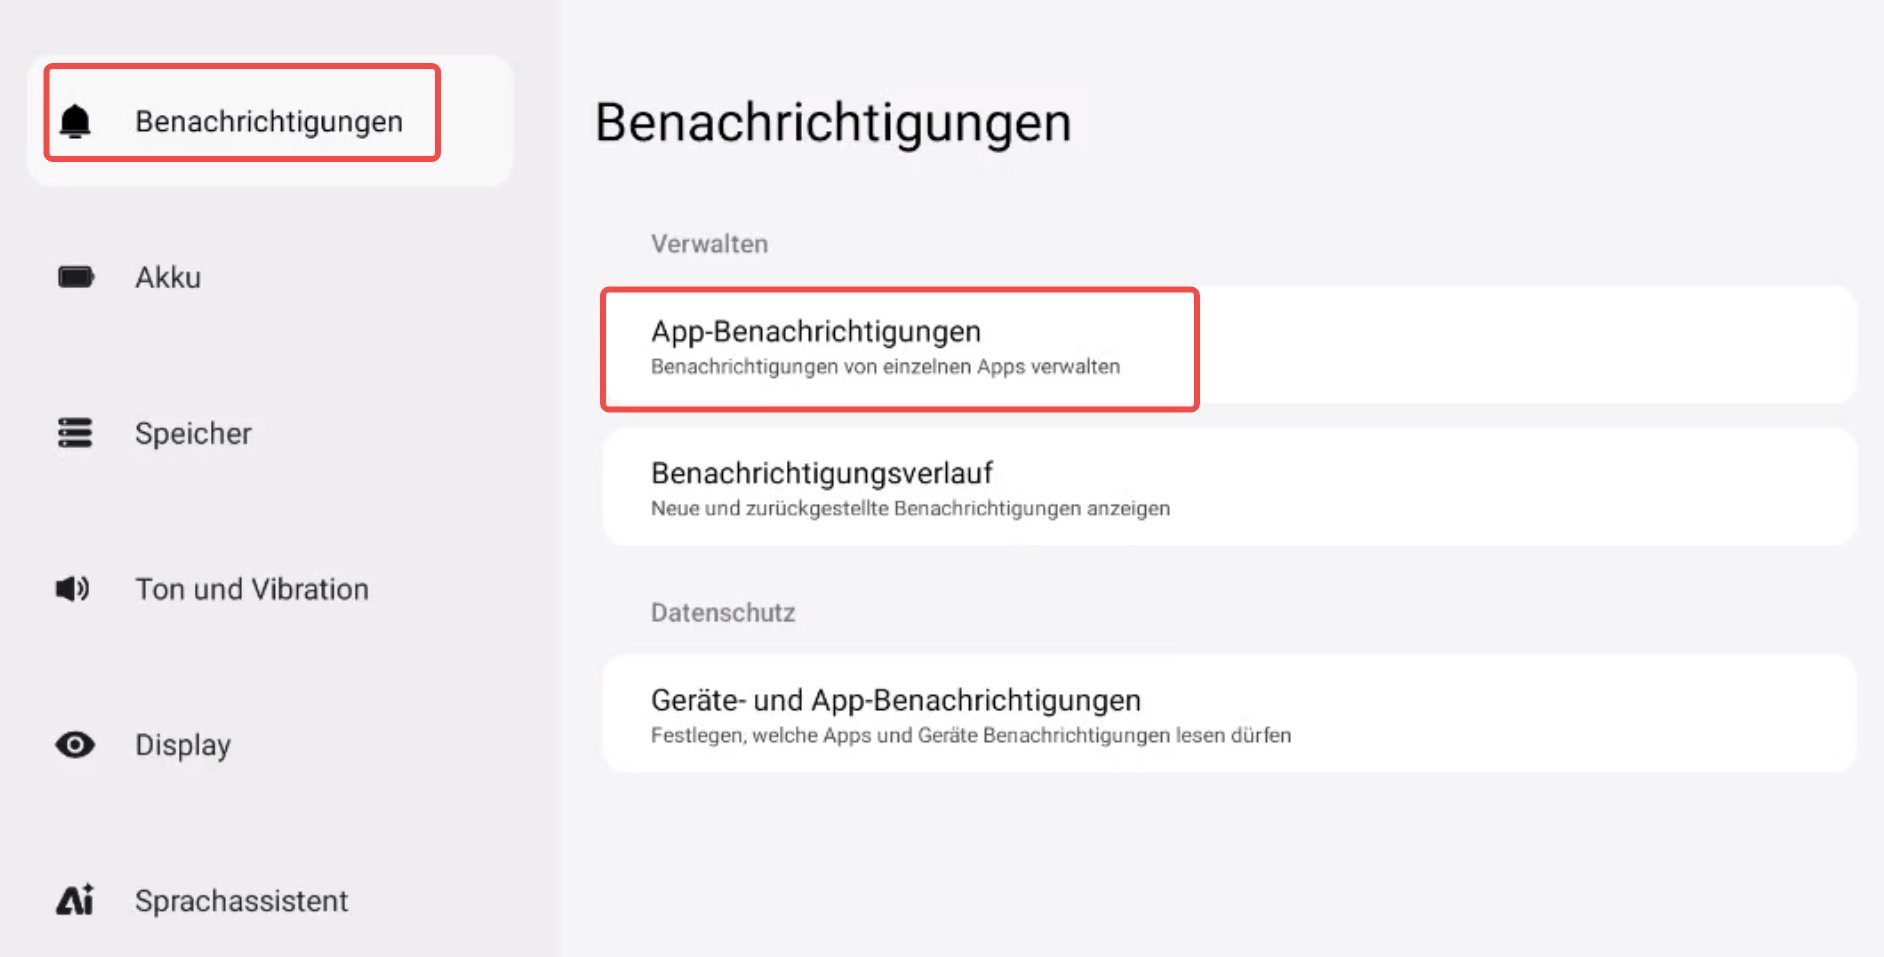 Benachrichtigungen
Akku
Speicher
Ton und Vibration
Display
Ai
Sprachassistent
Benachrichtigungen
Verwalten
App-Benachrichtigungen
Benachrichtigungen von einzelnen Apps verwalten
Benachrichtigungsverlauf
Neue und zurückgestellte Benachrichtigungen anzeigen
Datenschutz
Geräte- und App-Benachrichtigungen
Festlegen, welche Apps und Geräte Benachrichtigungen lesen dürfen